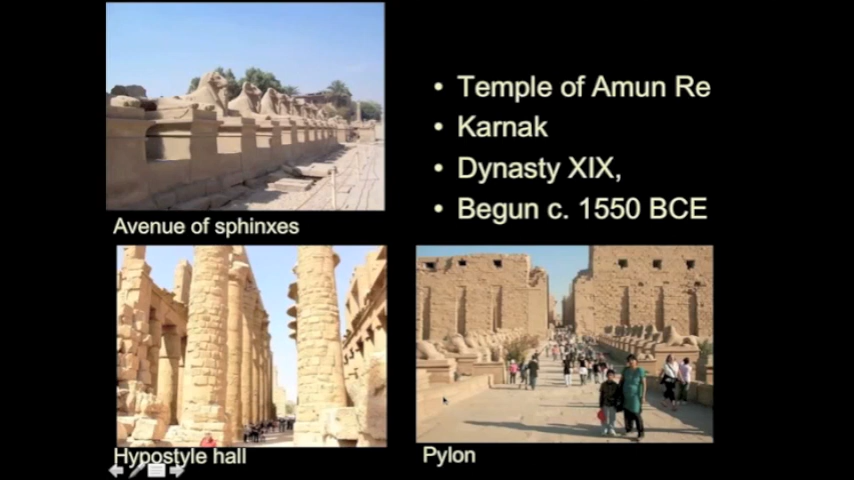 • Temple of Amun Re
• Karnak
• Dynasty XIX,
• Begun c. 1550 BCE
Avenue of sphinxes
Hypostyle hall
Pylon